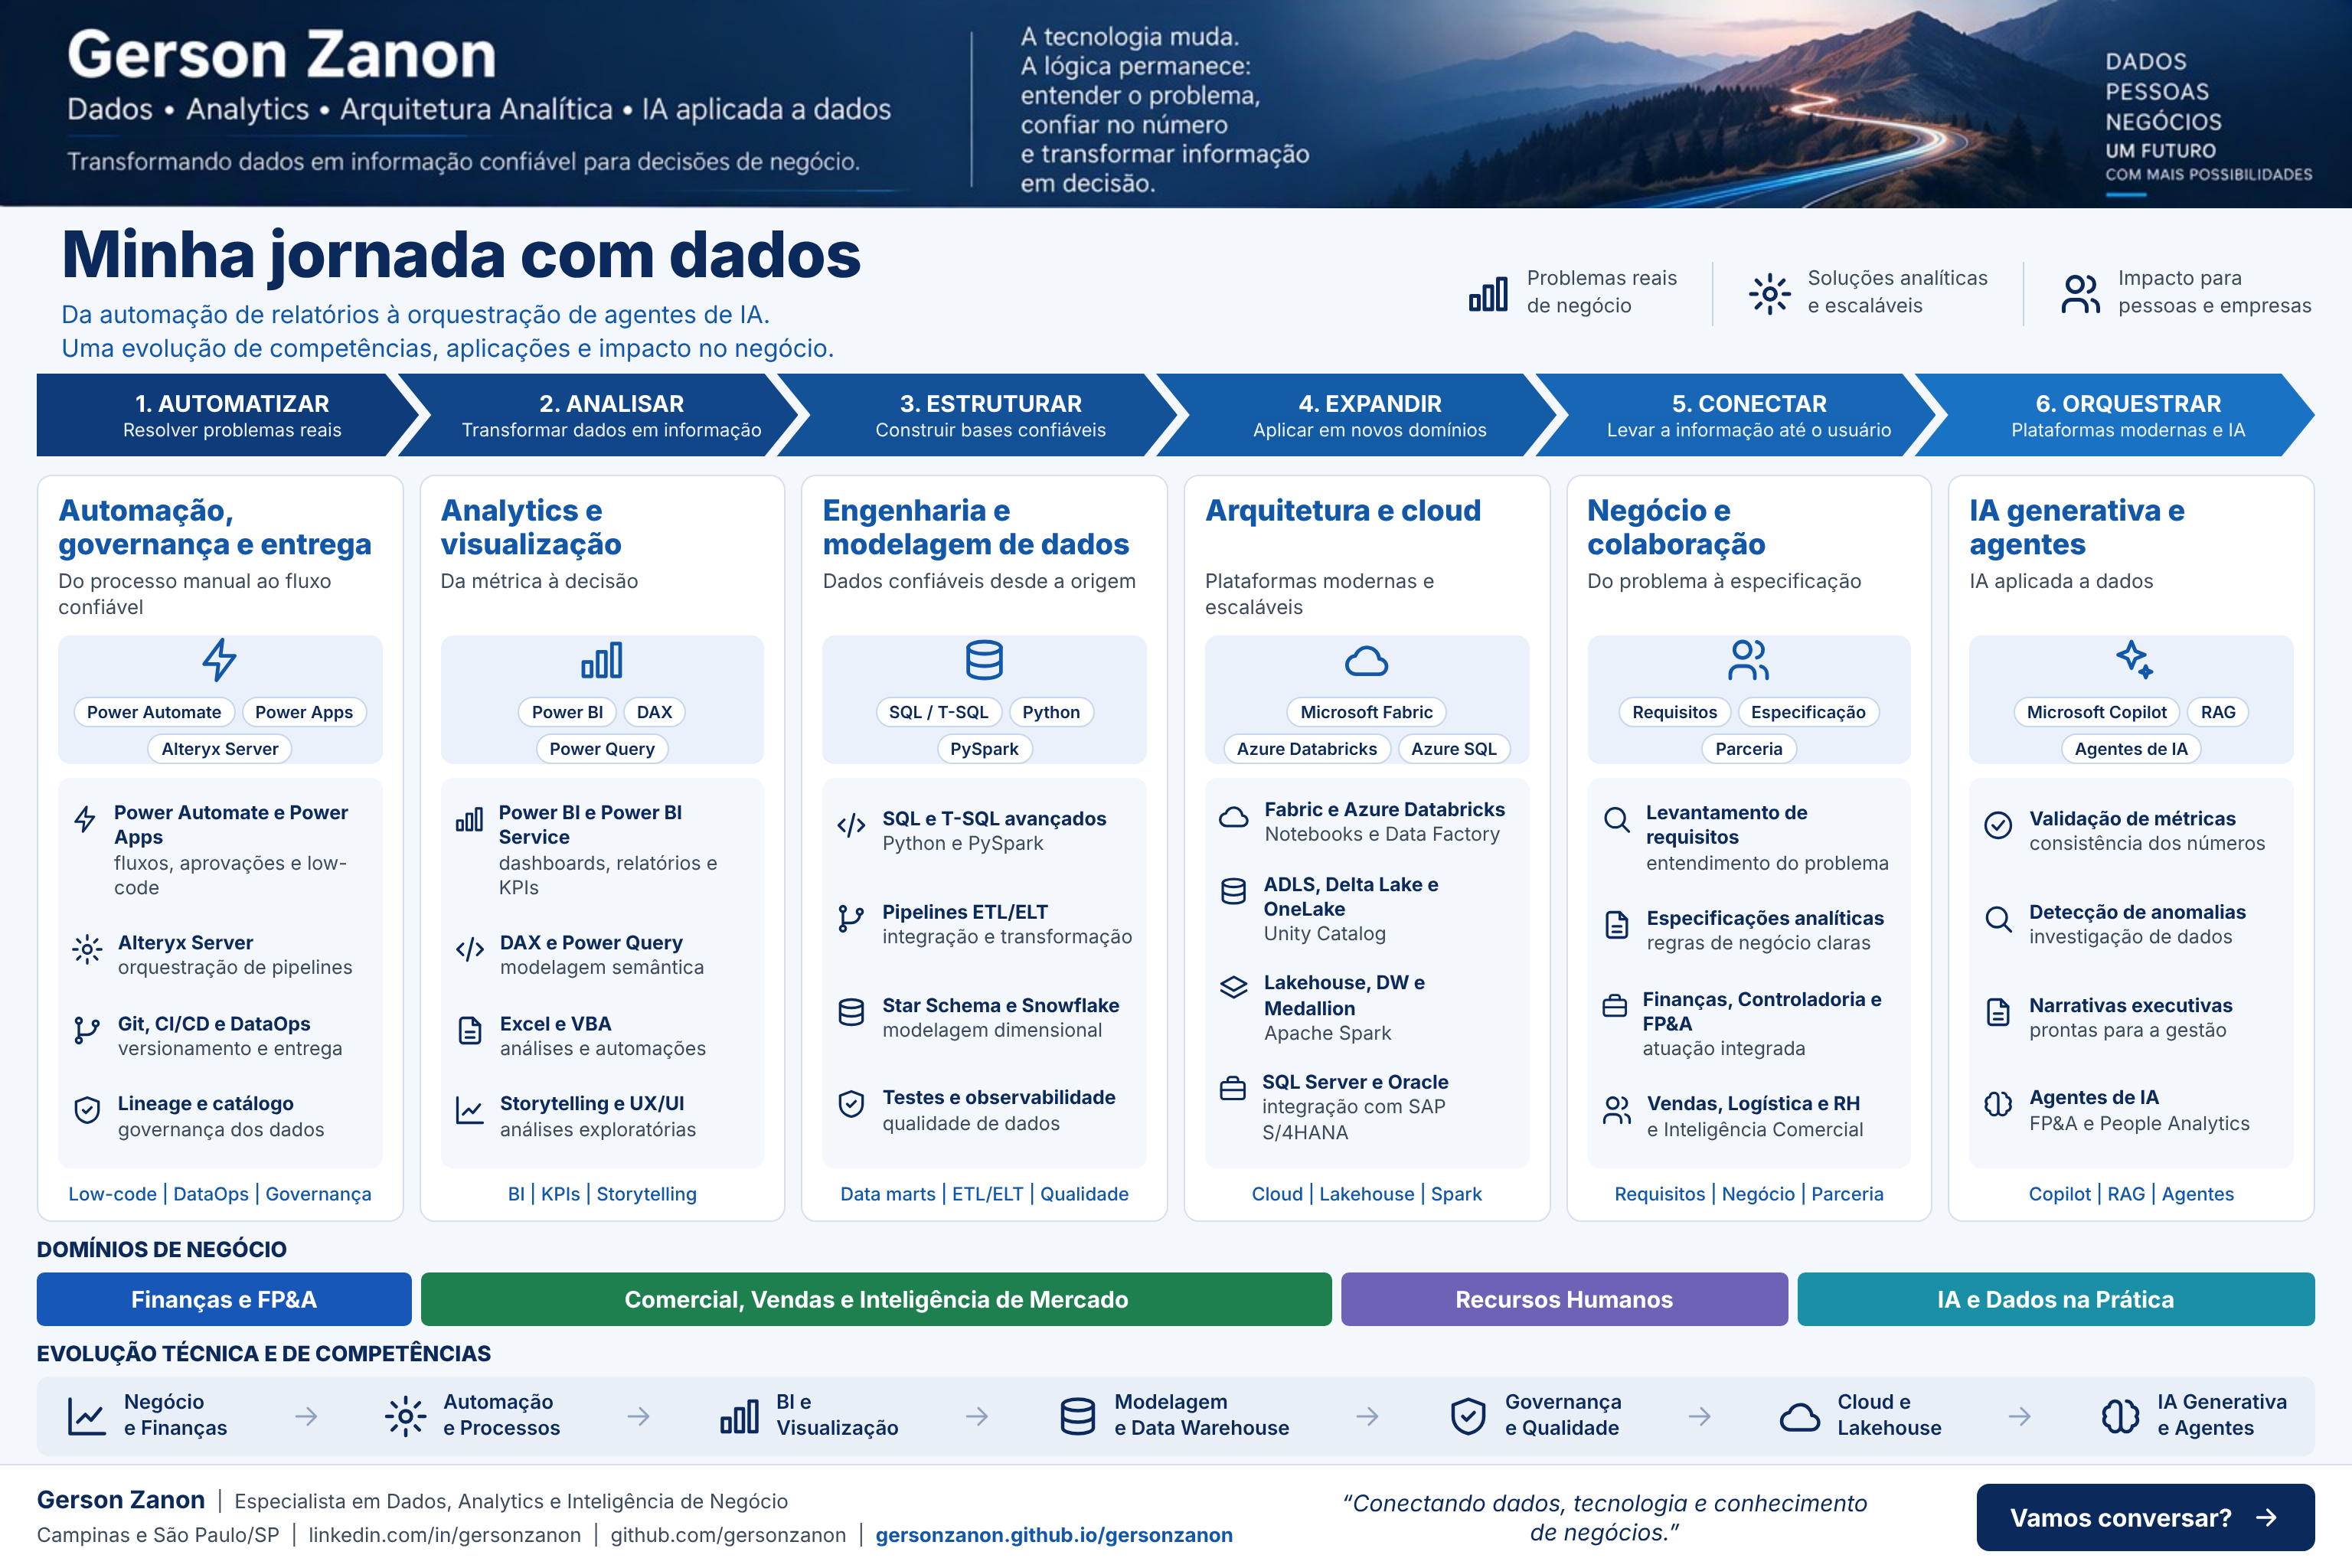 Gerson Zanon
Dados • Analytics • Arquitetura Analítica • IA aplicada a dados
Transformando dados em informação confiável para decisões de negócio.
A tecnologia muda.
A lógica permanece:
entender o problema,
confiar no número
e transformar informação
em decisão.
DADOS
PESSOAS
NEGÓCIOS
UM FUTURO
COM MAIS POSSIBILIDADES
Minha jornada com dados
Da automação de relatórios à orquestração de agentes de IA.
Uma evolução de competências, aplicações e impacto no negócio.
Problemas reais
de negócio
Soluções analíticas
e escaláveis
Impacto para
pessoas e empresas
1. AUTOMATIZAR
Resolver problemas reais
2. ANALISAR
Transformar dados em informação
3. ESTRUTURAR
Construir bases confiáveis
4. EXPANDIR
Aplicar em novos domínios
5. CONECTAR
Levar a informação até o usuário
6. ORQUESTRAR
Plataformas modernas e IA
Automação,
governança e entrega
Do processo manual ao fluxo
confiável
Power Automate
Power Apps
Alteryx Server
Power Automate e Power
Apps
fluxos, aprovações e low-
code
Alteryx Server
orquestração de pipelines
Git, CI/CD e DataOps
versionamento e entrega
Lineage e catálogo
governança dos dados
Low-code | DataOps | Governança
Analytics e
visualização
Da métrica à decisão
Power BI
DAX
Power Query
Power BI e Power BI
Service
dashboards, relatórios e
KPIs
DAX e Power Query
modelagem semântica
Excel e VBA
análises e automações
Storytelling e UX/UI
análises exploratórias
BI | KPIs | Storytelling
Engenharia e
modelagem de dados
Dados confiáveis desde a origem
SQL / T-SQL
Python
PySpark
SQL e T-SQL avançados
Python e PySpark
Pipelines ETL/ELT
integração e transformação
Star Schema e Snowflake
modelagem dimensional
Testes e observabilidade
qualidade de dados
Data marts | ETL/ELT | Qualidade
Arquitetura e cloud
Plataformas modernas e
escaláveis
Microsoft Fabric
Azure Databricks
Azure SQL
Fabric e Azure Databricks
Notebooks e Data Factory
ADLS, Delta Lake e
OneLake
Unity Catalog
Lakehouse, DW e
Medallion
Apache Spark
SQL Server e Oracle
integração com SAP
S/4HANA
Cloud | Lakehouse | Spark
Negócio e
colaboração
Do problema à especificação
Requisitos
Especificação
Parceria
Levantamento de
requisitos
entendimento do problema
Especificações analíticas
regras de negócio claras
Finanças, Controladoria e
FP&A
atuação integrada
Vendas, Logística e RH
e Inteligência Comercial
Requisitos | Negócio | Parceria
IA generativa e
agentes
IA aplicada a dados
Microsoft Copilot
RAG
Agentes de IA
Validação de métricas
consistência dos números
Detecção de anomalias
investigação de dados
Narrativas executivas
prontas para a gestão
Agentes de IA
FP&A e People Analytics
Copilot | RAG | Agentes
DOMÍNIOS DE NEGÓCIO
Finanças e FP&A
Comercial, Vendas e Inteligência de Mercado
Recursos Humanos
IA e Dados na Prática
EVOLUÇÃO TÉCNICA E DE COMPETÊNCIAS
Negócio
e Finanças
Automação
e Processos
BI e
Visualização
Modelagem
e Data Warehouse
Governança
e Qualidade
Cloud e
Lakehouse
IA Generativa
e Agentes
Gerson Zanon | Especialista em Dados, Analytics e Inteligência de Negócio
Campinas e São Paulo/SP | linkedin.com/in/gersonzanon | github.com/gersonzanon | gersonzanon.github.io/gersonzanon
“Conectando dados, tecnologia e conhecimento
de negócios.”
Vamos conversar? →